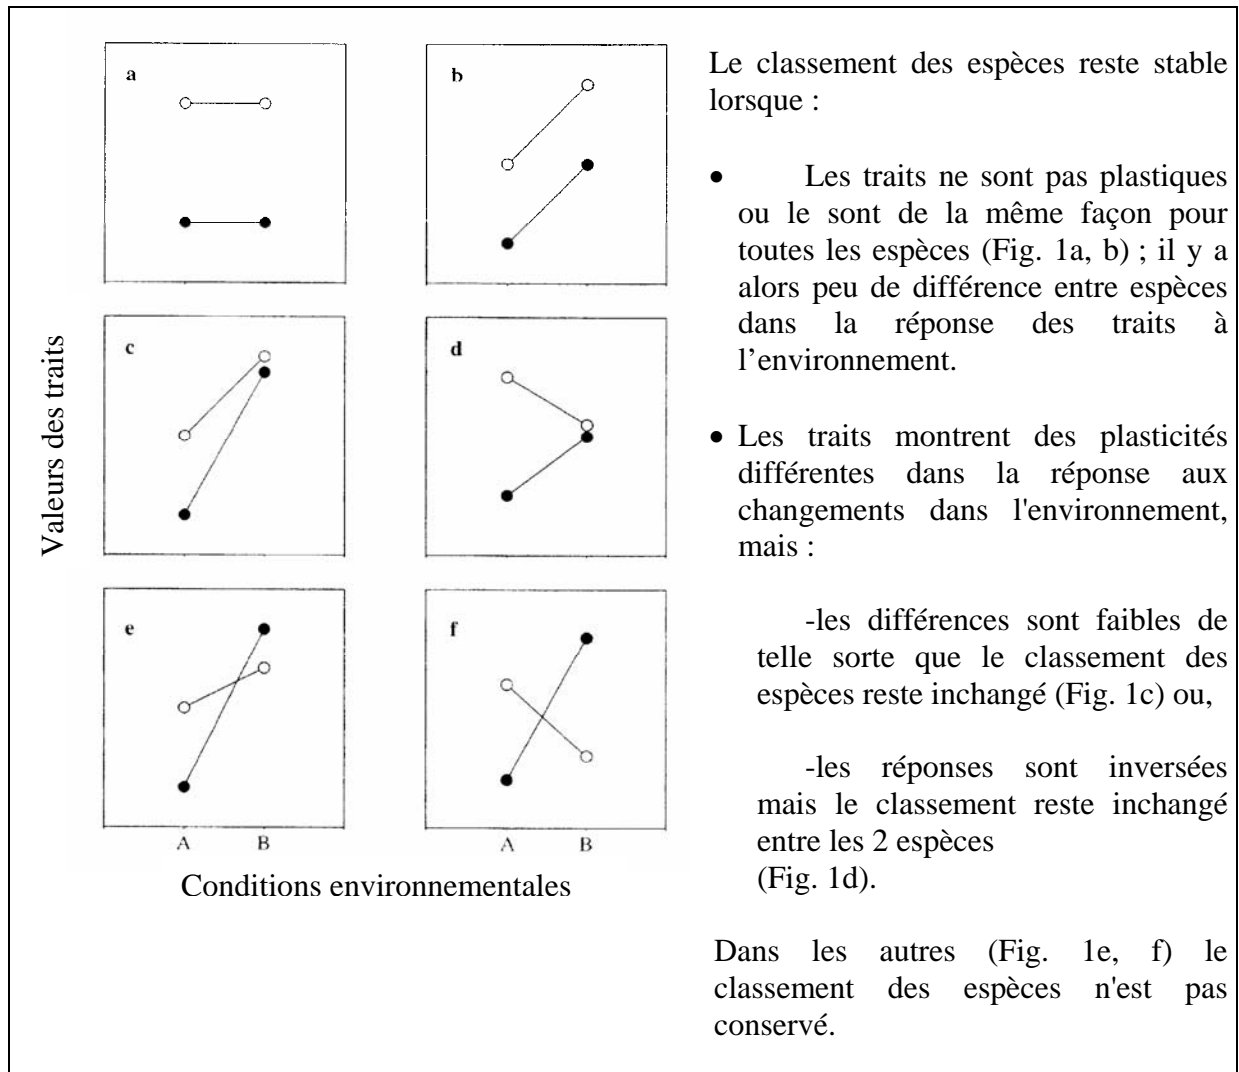 a
b
c
d
e
f
Valeurs des traits
A
B
A
B
Conditions environnementales
Le classement des espèces reste stable
lorsque :
• Les traits ne sont pas plastiques
ou le sont de la même façon pour
toutes les espèces (Fig. 1a, b) ; il y a
alors peu de différence entre espèces
dans la réponse des traits à
l’environnement.
• Les traits montrent des plasticités
différentes dans la réponse aux
changements dans l'environnement,
mais :
-les différences sont faibles de
telle sorte que le classement des
espèces reste inchangé (Fig. 1c) ou,
-les réponses sont inversées
mais le classement reste inchangé
entre les 2 espèces
(Fig. 1d).
Dans les autres (Fig. 1e, f) le
classement des espèces n'est pas
conservé.